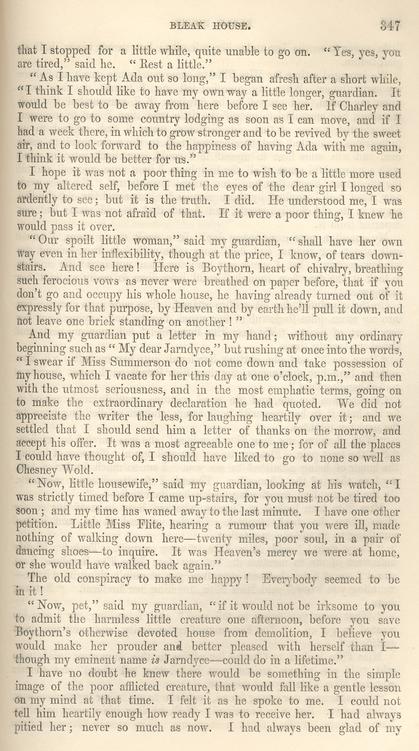 BLEAK HOUSE. 347
that I stopped for a little while, quite unable to go on. “Yes, yes, you
are tired,” said he. “Rest a little.”
“As I have kept Ada out so long,” I began afresh after a short while,
“I think I should like to have my own way a little longer, guardian. It
would be best to be away from here before I see her. If Charley and
I were to go to some country lodging as soon as I can move, and if I
had a week there, in which to grow stronger and to be revived by the sweet
air, and to look forward to the happiness of having Ada with me again,
I think it would be better for us.”
I hope it was not a poor thing in me to wish to be a little more used
to my altered self, before I met the eyes of the dear girl I longed so
ardently to see; but it is the truth. I did. He understood me, I was
sure; but I was not afraid of that. If it were a poor thing, I knew he
would pass it over.
“Our spoilt little woman,” said my guardian, “shall have her own
way even in her inflexibility, though at the price, I know, of tears down-
stairs. And see here! Here is Boythorn, heart of chivalry, breathing
such ferocious vows as never were breathed on paper before, that if you
don't go and occupy his whole house, he having already turned out of it
expressly for that purpose, by Heaven and by earth he'll pull it down, and
not leave one brick standing on another!”
And my guardian put a letter in my hand; without any ordinary
beginning such as “My dear Jarndyce,” but rushing at once into the words,
“I swear if Miss Summerson do not come down and take possession of
my house, which I vacate for her this day at one o'clock, p.m.,” and then
with the utmost seriousness, and in the most emphatic terms, going on
to make the extraordinary declaration he had quoted. We did not
appreciate the writer the less, for laughing heartily over it; and we
settled that I should send him a letter of thanks on the morrow, and
accept his offer. It was a most agreeable one to me; for of all the places
I could have thought of, I should have liked to go to none so well as
Chesney Wold.
“Now, little housewife,” said my guardian, looking at his watch, “I
was strictly timed before I came up-stairs, for you must not be tired too
soon; and my time has waned away to the last minute. I have one other
petition. Little Miss Flite, hearing a rumour that you were ill, made
nothing of walking down here—twenty miles, poor soul, in a pair of
dancing shoes—to inquire. It was Heaven's mercy we were at home,
or she would have walked back again.”
The old conspiracy to make me happy! Everybody seemed to be
in it!
“Now, pet,” said my guardian, “if it would not be irksome to you
to admit the harmless little creature one afternoon, before you save
Boythorn's otherwise devoted house from demolition, I believe you
would make her prouder and better pleased with herself than I—
though my eminent name is Jarndyce—could do in a lifetime.”
I have no doubt he knew there would be something in the simple
image of the poor afflicted creature, that would fall like a gentle lesson
on my mind at that time. I felt it as he spoke to me. I could not
tell him heartily enough how ready I was to receive her. I had always
pitied her; never so much as now. I had always been glad of my